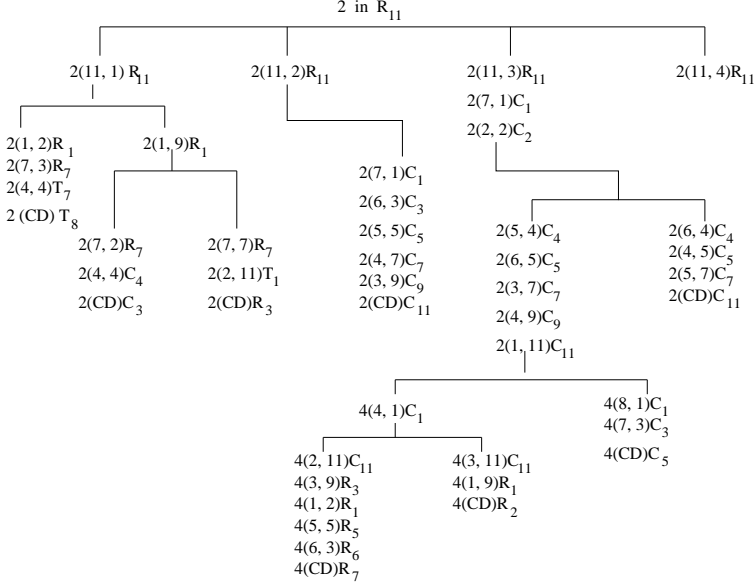 2 in R₁₁
2(11, 1) R₁₁
2(11, 2)R₁₁
2(11, 3)R₁₁
2(7, 1)C₁
2(2, 2)C₂
2(11, 4)R₁₁
2(1, 2)R₁
2(7, 3)R₇
2(4, 4)T₇
2 (CD) T₈
2(1, 9)R₁
2(7, 2)R₇
2(4, 4)C₄
2(CD)C₃
2(7, 7)R₇
2(2, 11)T₁
2(CD)R₃
2(7, 1)C₁
2(6, 3)C₃
2(5, 5)C₅
2(4, 7)C₇
2(3, 9)C₉
2(CD)C₁₁
2(5, 4)C₄
2(6, 5)C₅
2(3, 7)C₇
2(4, 9)C₉
2(1, 11)C₁₁
2(6, 4)C₄
2(4, 5)C₅
2(5, 7)C₇
2(CD)C₁₁
4(4, 1)C₁
4(8, 1)C₁
4(7, 3)C₃
4(CD)C₅
4(2, 11)C₁₁
4(3, 9)R₃
4(1, 2)R₁
4(5, 5)R₅
4(6, 3)R₆
4(CD)R₇
4(3, 11)C₁₁
4(1, 9)R₁
4(CD)R₂